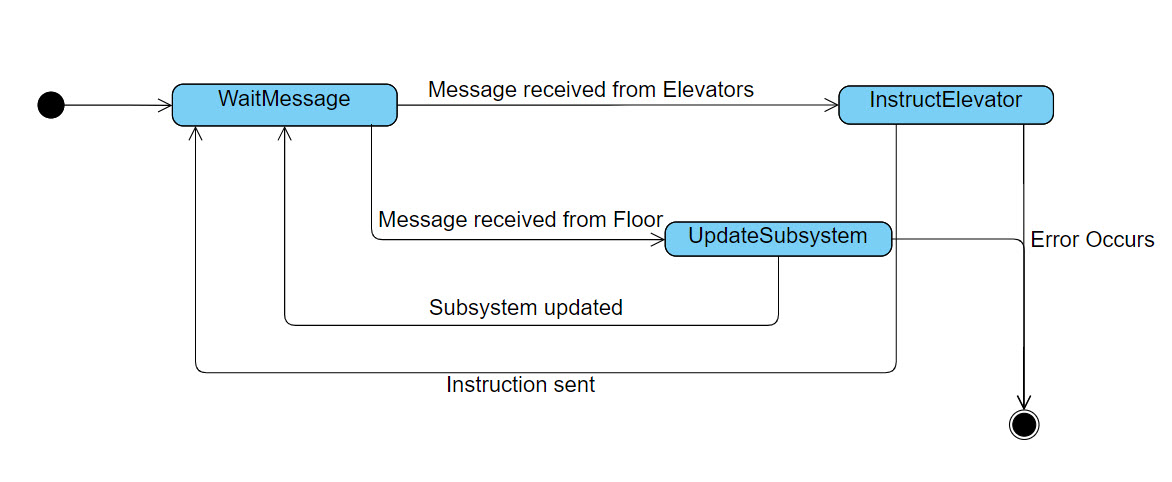 Message received from Elevators
WaitMessage
InstructElevator
Message received from Floor
UpdateSubsystem
Error Occurs
Subsystem updated
Instruction sent